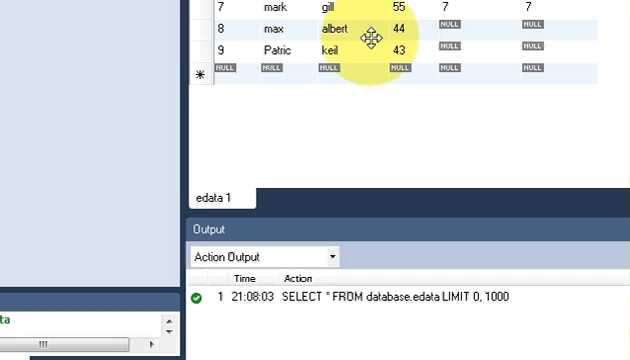 7 mark gill 55 7 7
8 max albert 44 NULL NULL
9 Patric keil 43 NULL NULL
* NULL NULL NULL NULL NULL NULL
edata 1
Output
Action Output
Time Action
1 21:08:03 SELECT * FROM database.edata LIMIT 0, 1000
ta